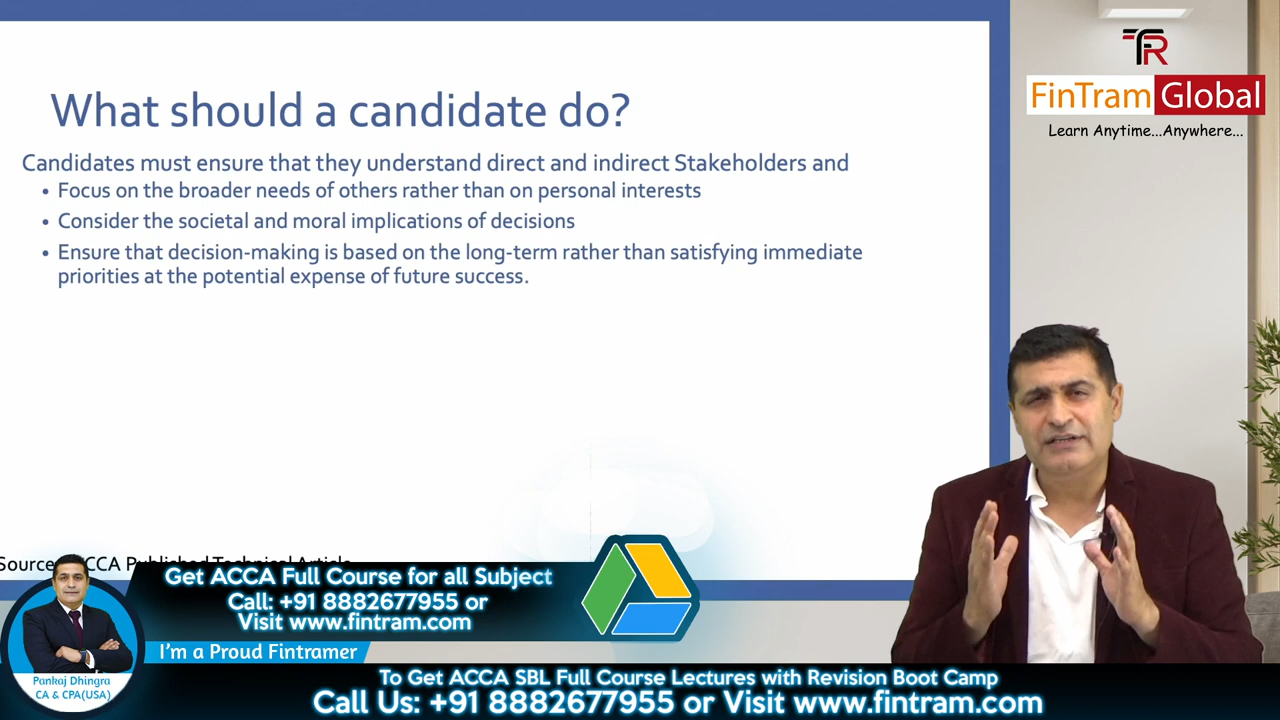 What should a candidate do?
Candidates must ensure that they understand direct and indirect Stakeholders and
• Focus on the broader needs of others rather than on personal interests
• Consider the societal and moral implications of decisions
• Ensure that decision-making is based on the long-term rather than satisfying immediate
priorities at the potential expense of future success.
TR
FinTram Global
Learn Anytime...Anywhere...
Source ACCA Published Technical Article
Get ACCA Full Course for all Subject
Call: +91 8882677955 or
Visit www.fintram.com
I'm a Proud Fintramer
Pankaj Dhingra
CA & CPA(USA)
To Get ACCA SBL Full Course Lectures with Revision Boot Camp
Call Us: +91 8882677955 or Visit www.fintram.com